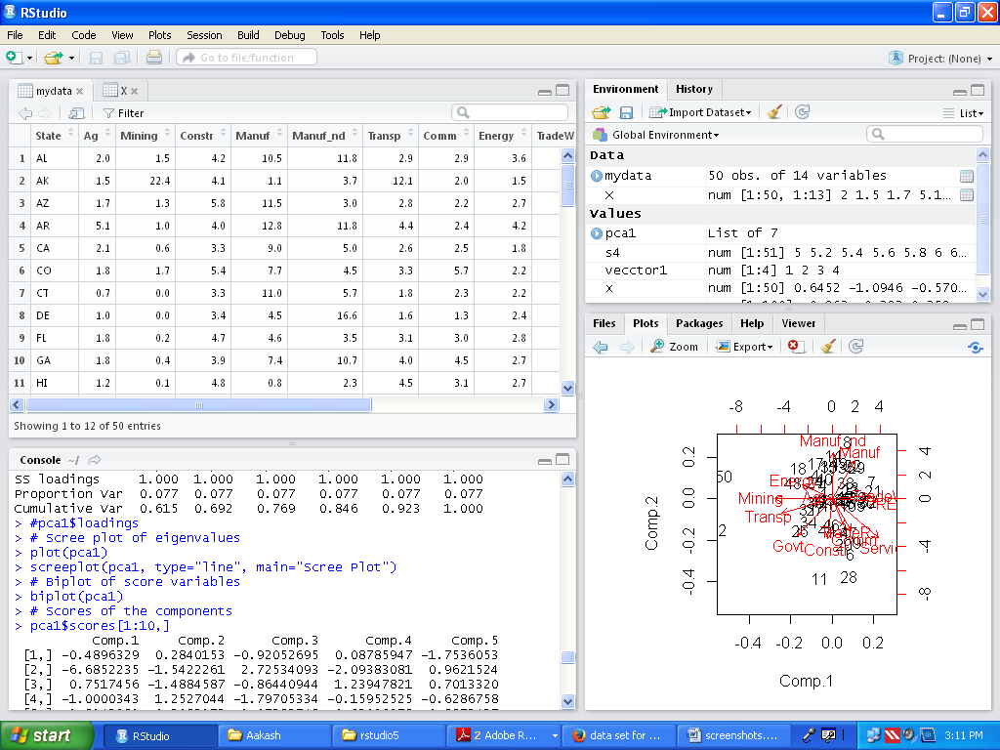 RStudio
File Edit Code View Plots Session Build Debug Tools Help
Go to file/function Project: (None)
mydata X
Filter
State Ag Mining Constr Manuf Manuf_nd Transp Comm Energy TradeW
1 AL 2.0 1.5 4.2 10.5 11.8 2.9 2.9 3.6
2 AK 1.5 22.4 4.1 1.1 3.7 12.1 2.0 1.5
3 AZ 1.7 1.3 5.8 11.5 3.0 2.8 2.2 2.7
4 AR 5.1 1.0 4.0 12.8 11.8 4.4 2.4 4.2
5 CA 2.1 0.6 3.3 9.0 5.0 2.6 2.5 1.8
6 CO 1.8 1.7 5.4 7.7 4.5 3.3 5.7 2.2
7 CT 0.7 0.0 3.3 11.0 5.7 1.8 2.3 2.2
8 DE 1.0 0.0 3.4 4.5 16.6 1.6 1.3 2.4
9 FL 1.8 0.2 4.7 4.6 3.5 3.1 3.0 2.8
10 GA 1.8 0.4 3.9 7.4 10.7 4.0 4.5 2.7
11 HI 1.2 0.1 4.8 0.8 2.3 4.5 3.1 2.7
Showing 1 to 12 of 50 entries
Console ~/
SS loadings 1.000 1.000 1.000 1.000 1.000 1.000
Proportion Var 0.077 0.077 0.077 0.077 0.077 0.077
Cumulative Var 0.615 0.692 0.769 0.846 0.923 1.000
> #pca1$loadings
> # Scree plot of eigenvalues
> plot(pca1)
> screeplot(pca1, type="line", main="Scree Plot")
> # Biplot of score variables
> biplot(pca1)
> # Scores of the components
> pca1$scores[1:10,]
Comp.1 Comp.2 Comp.3 Comp.4 Comp.5
[1,] -0.4896329 0.2840153 -0.92052695 0.08785947 -1.7536053
[2,] -6.6852235 -1.5422261 2.72534093 -2.09383081 0.9621524
[3,] 0.7517456 -1.4884587 -0.86440944 1.23947821 0.7013320
[4,] -1.0000343 1.2527044 -1.79705334 -0.15952525 -0.6286758
Environment History
Import Dataset List
Global Environment
Data
mydata 50 obs. of 14 variables
X num [1:50, 1:13] 2 1.5 1.7 5.1...
Values
pca1 List of 7
s4 num [1:51] 5 5.2 5.4 5.6 5.8 6 6...
vecctor1 num [1:4] 1 2 3 4
x num [1:50] 0.6452 -1.0946 -0.570...
Files Plots Packages Help Viewer
Zoom Export
-8 -4 0 2 4
Manuf_nd
8
Manuf
18
50
Mining
Transp
2
Govt
Constr
Servi
6
11 28
0.2 0.0 -0.2 -0.4
4 2 0 -4 -8
Comp.2
-0.4 -0.2 0.0 0.2
Comp.1
start RStudio Aakash rstudio5 2 Adobe R... data set for ... screenshots.... 3:11 PM